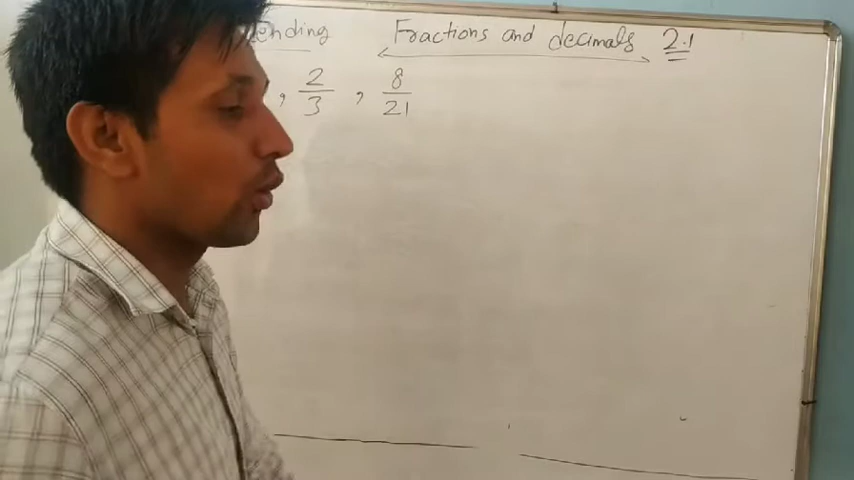 ending Fractions and decimals 2.1
, 2/3 , 8/21